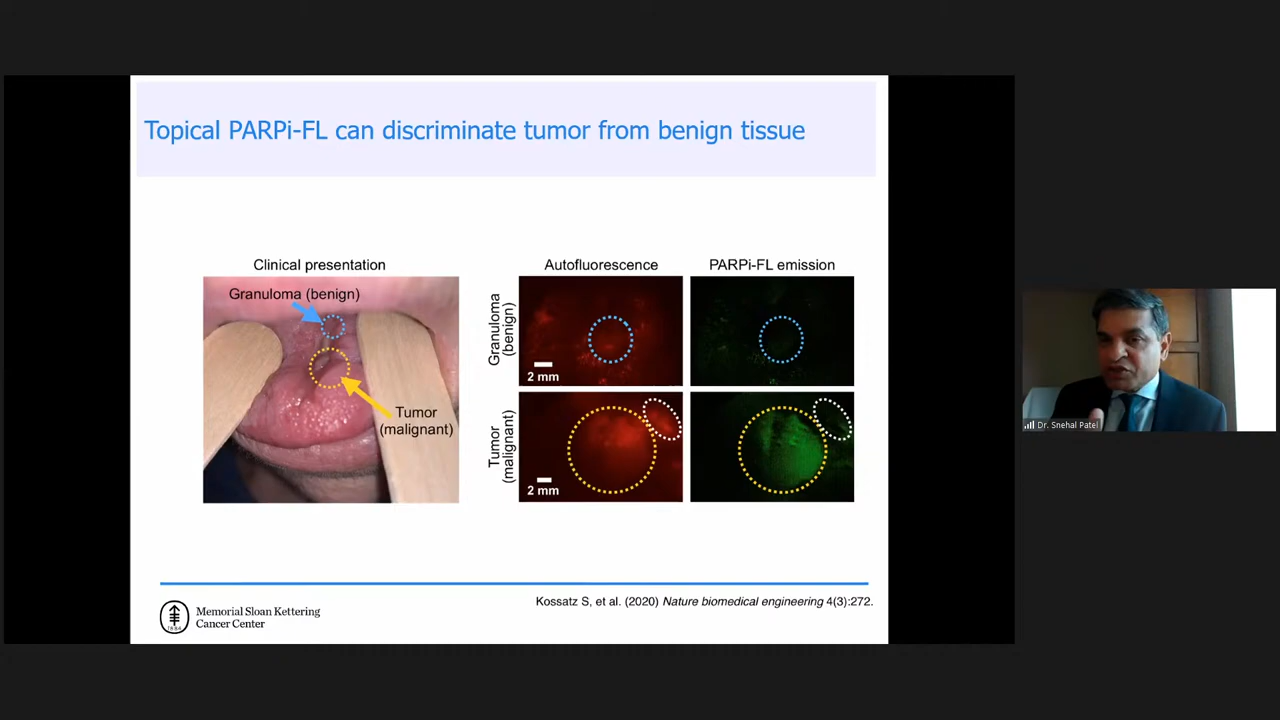 Topical PARPi-FL can discriminate tumor from benign tissue
Clinical presentation
Granuloma (benign)
Tumor
(malignant)
Autofluorescence
PARPi-FL emission
Granuloma
(benign)
2 mm
Tumor
(malignant)
2 mm
Kossatz S, et al. (2020) Nature biomedical engineering 4(3):272.
Memorial Sloan Kettering
Cancer Center
1884
Dr. Snehal Patel